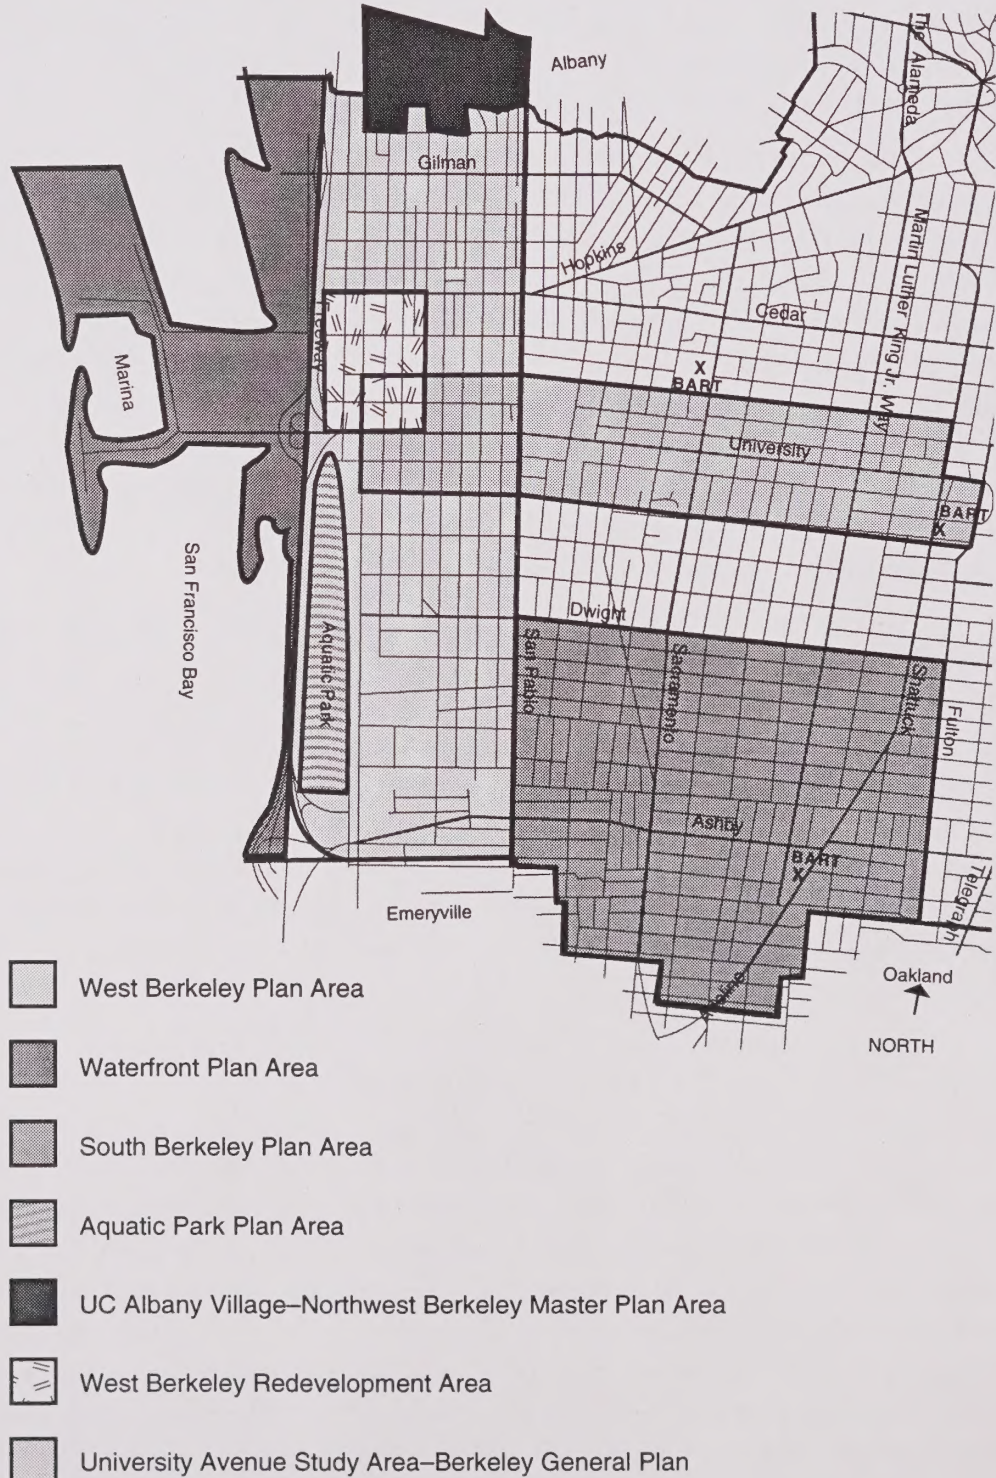 Albany
The Alameda
Gilman
Hopkins
Martin Luther King Jr. Way
Cedar
Freeway
Marina
X
BART
University
BART
X
San Francisco Bay
Aquatic Park
Dwight
San Pablo
Sacramento
Shattuck
Fulton
Ashby
BART
X
Telegraph
Emeryville
Oakland
NORTH
West Berkeley Plan Area
Waterfront Plan Area
South Berkeley Plan Area
Aquatic Park Plan Area
UC Albany Village–Northwest Berkeley Master Plan Area
West Berkeley Redevelopment Area
University Avenue Study Area–Berkeley General Plan